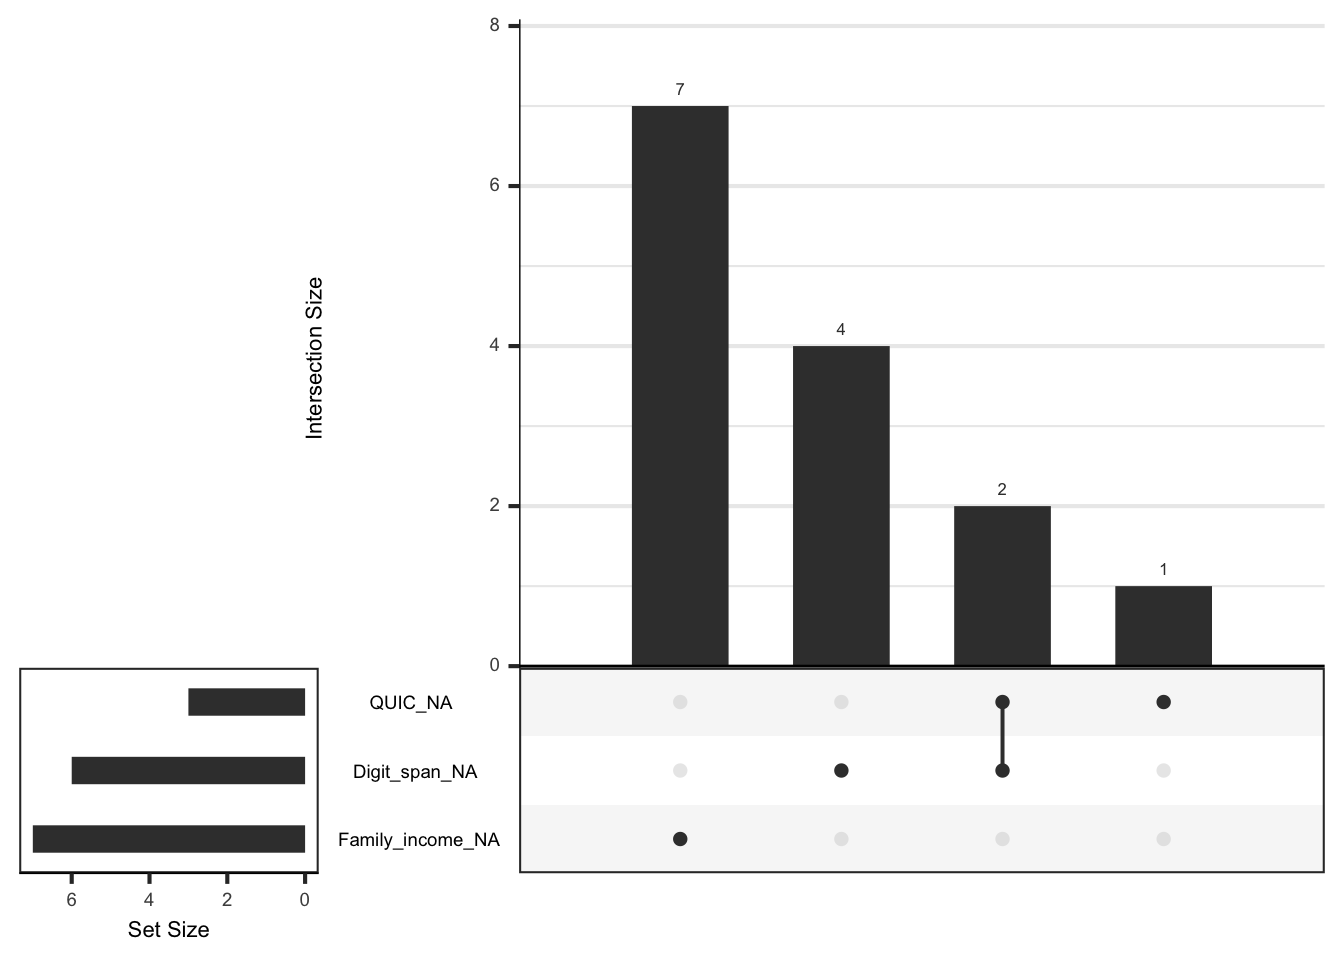 8
7
6
Intersection Size
4
4
2
2
1
0
QUIC_NA
Digit_span_NA
Family_income_NA
6 4 2 0
Set Size